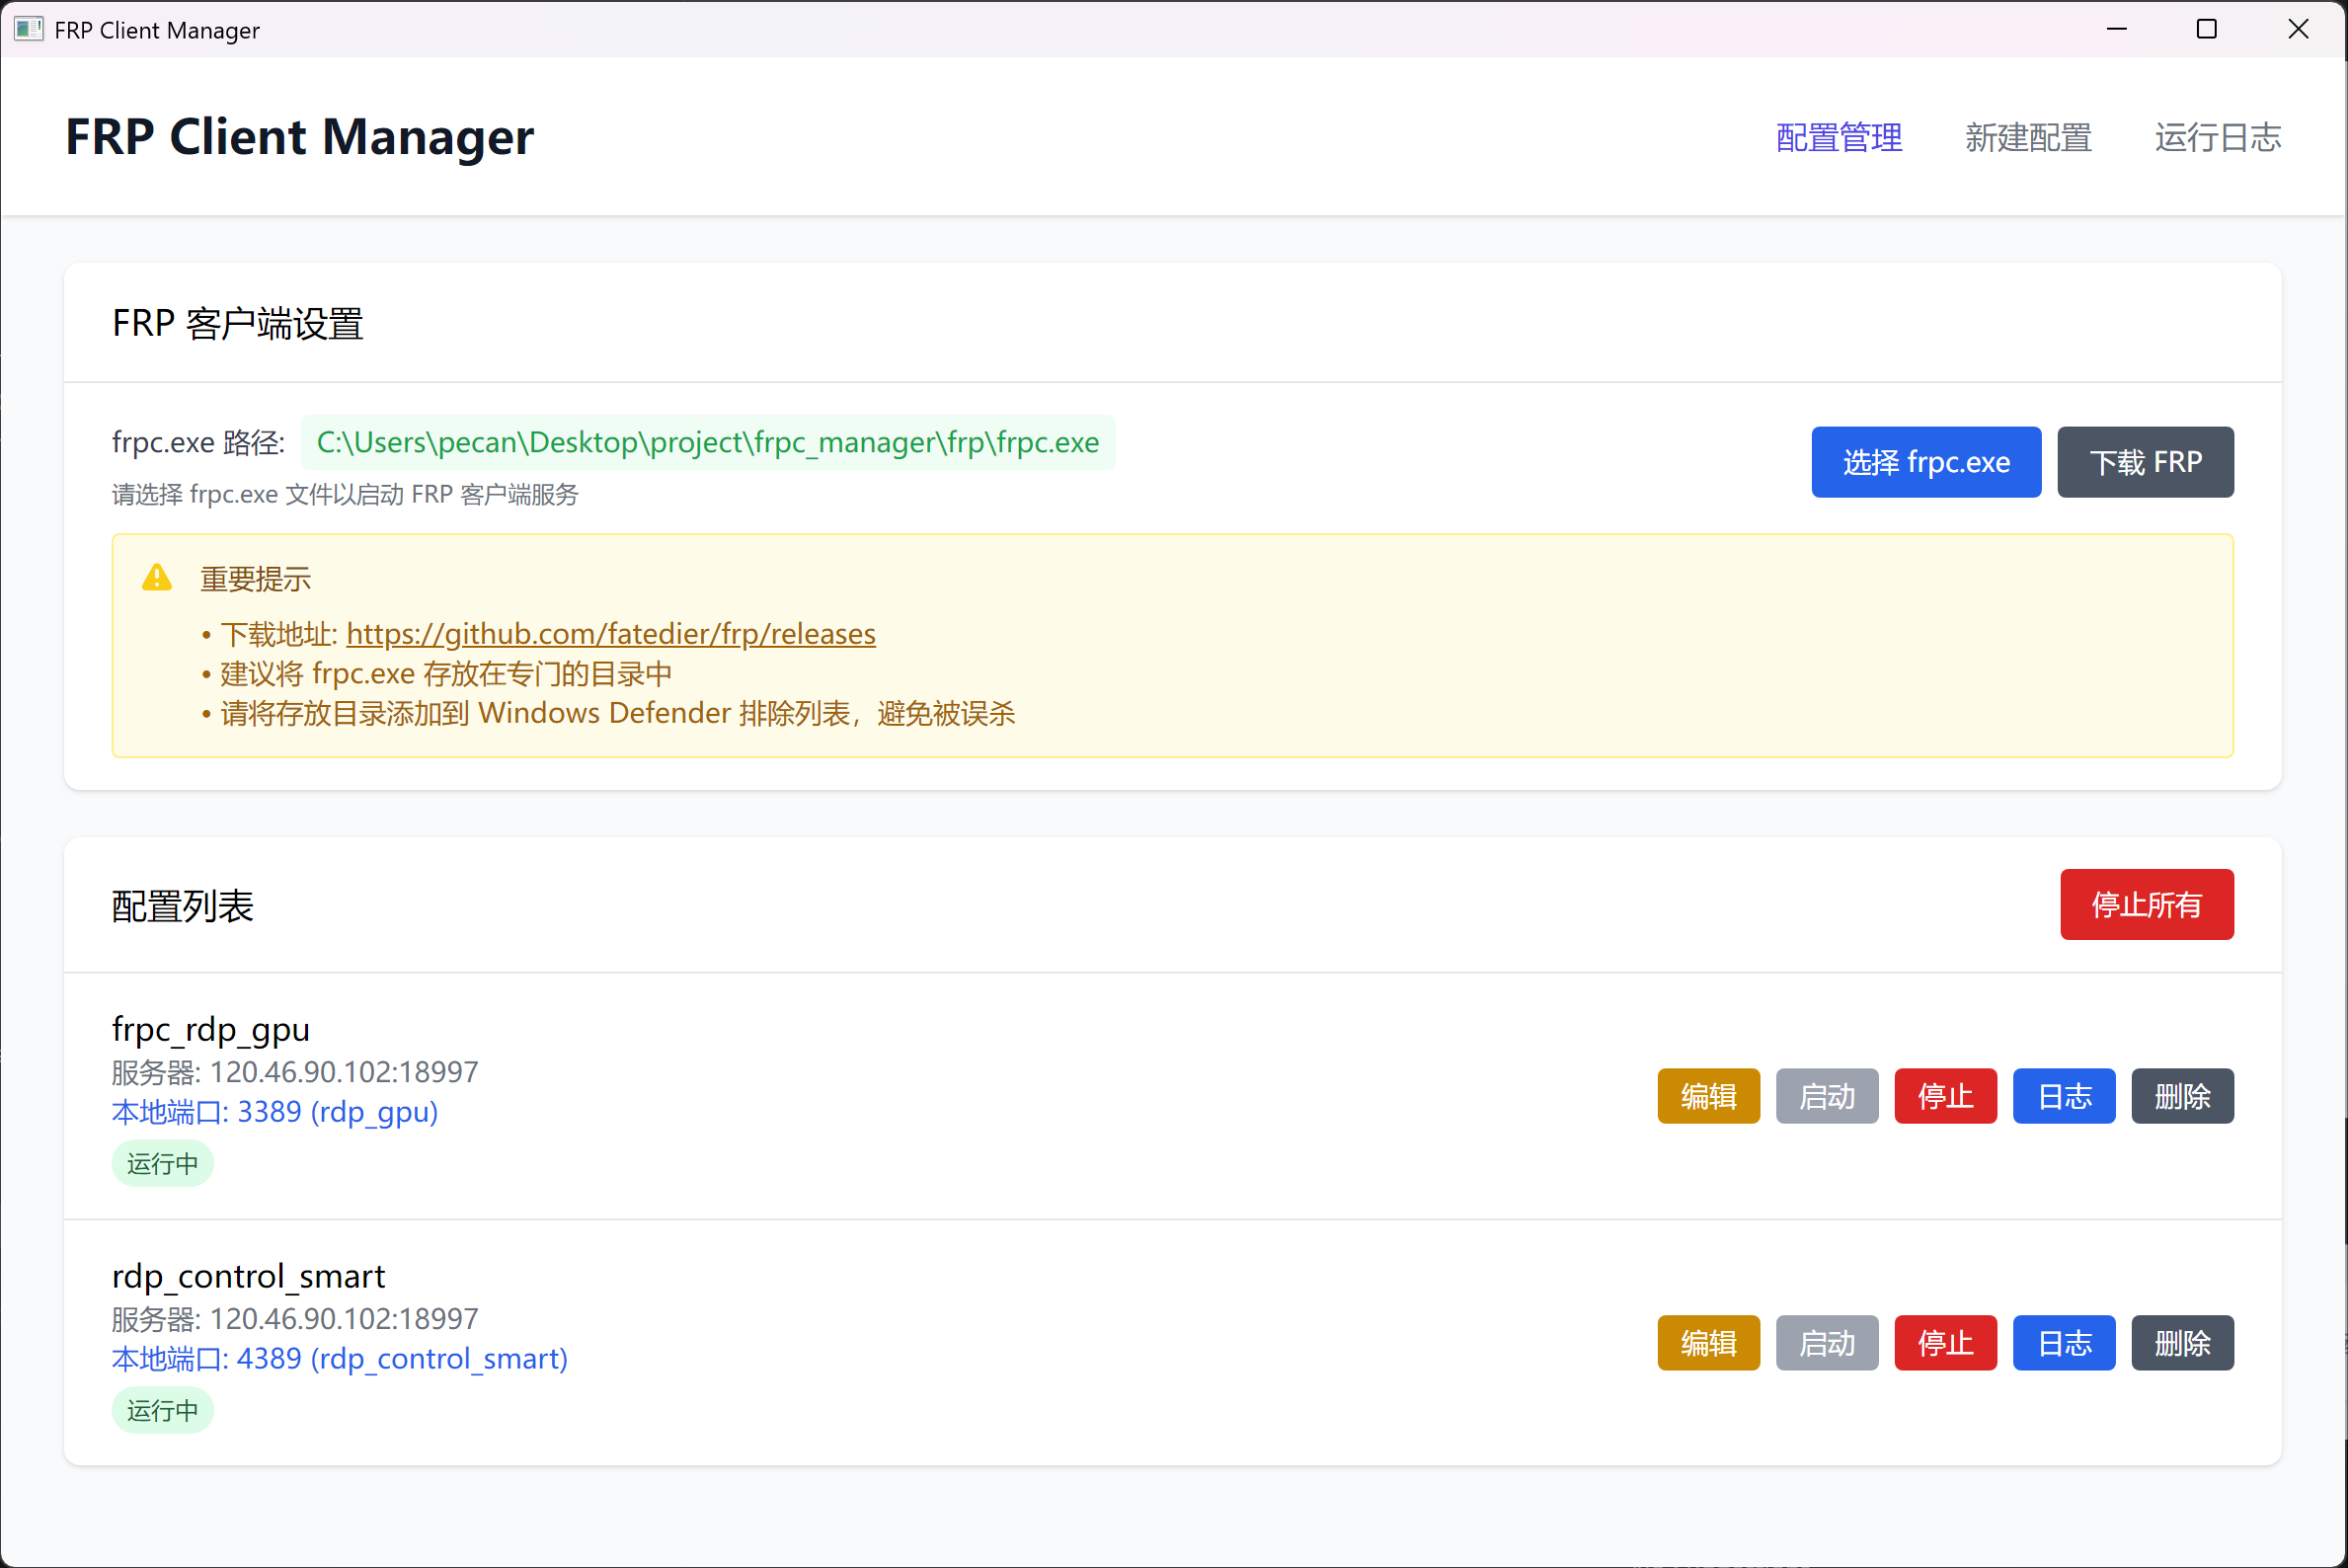 FRP Client Manager
FRP Client Manager
配置管理 新建配置 运行日志
FRP 客户端设置
frpc.exe 路径: C:\Users\pecan\Desktop\project\frpc_manager\frp\frpc.exe
选择 frpc.exe 下载 FRP
请选择 frpc.exe 文件以启动 FRP 客户端服务
重要提示
• 下载地址: https://github.com/fatedier/frp/releases
• 建议将 frpc.exe 存放在专门的目录中
• 请将存放目录添加到 Windows Defender 排除列表，避免被误杀
配置列表
停止所有
frpc_rdp_gpu
服务器: 120.46.90.102:18997
本地端口: 3389 (rdp_gpu)
运行中
编辑 启动 停止 日志 删除
rdp_control_smart
服务器: 120.46.90.102:18997
本地端口: 4389 (rdp_control_smart)
运行中
编辑 启动 停止 日志 删除